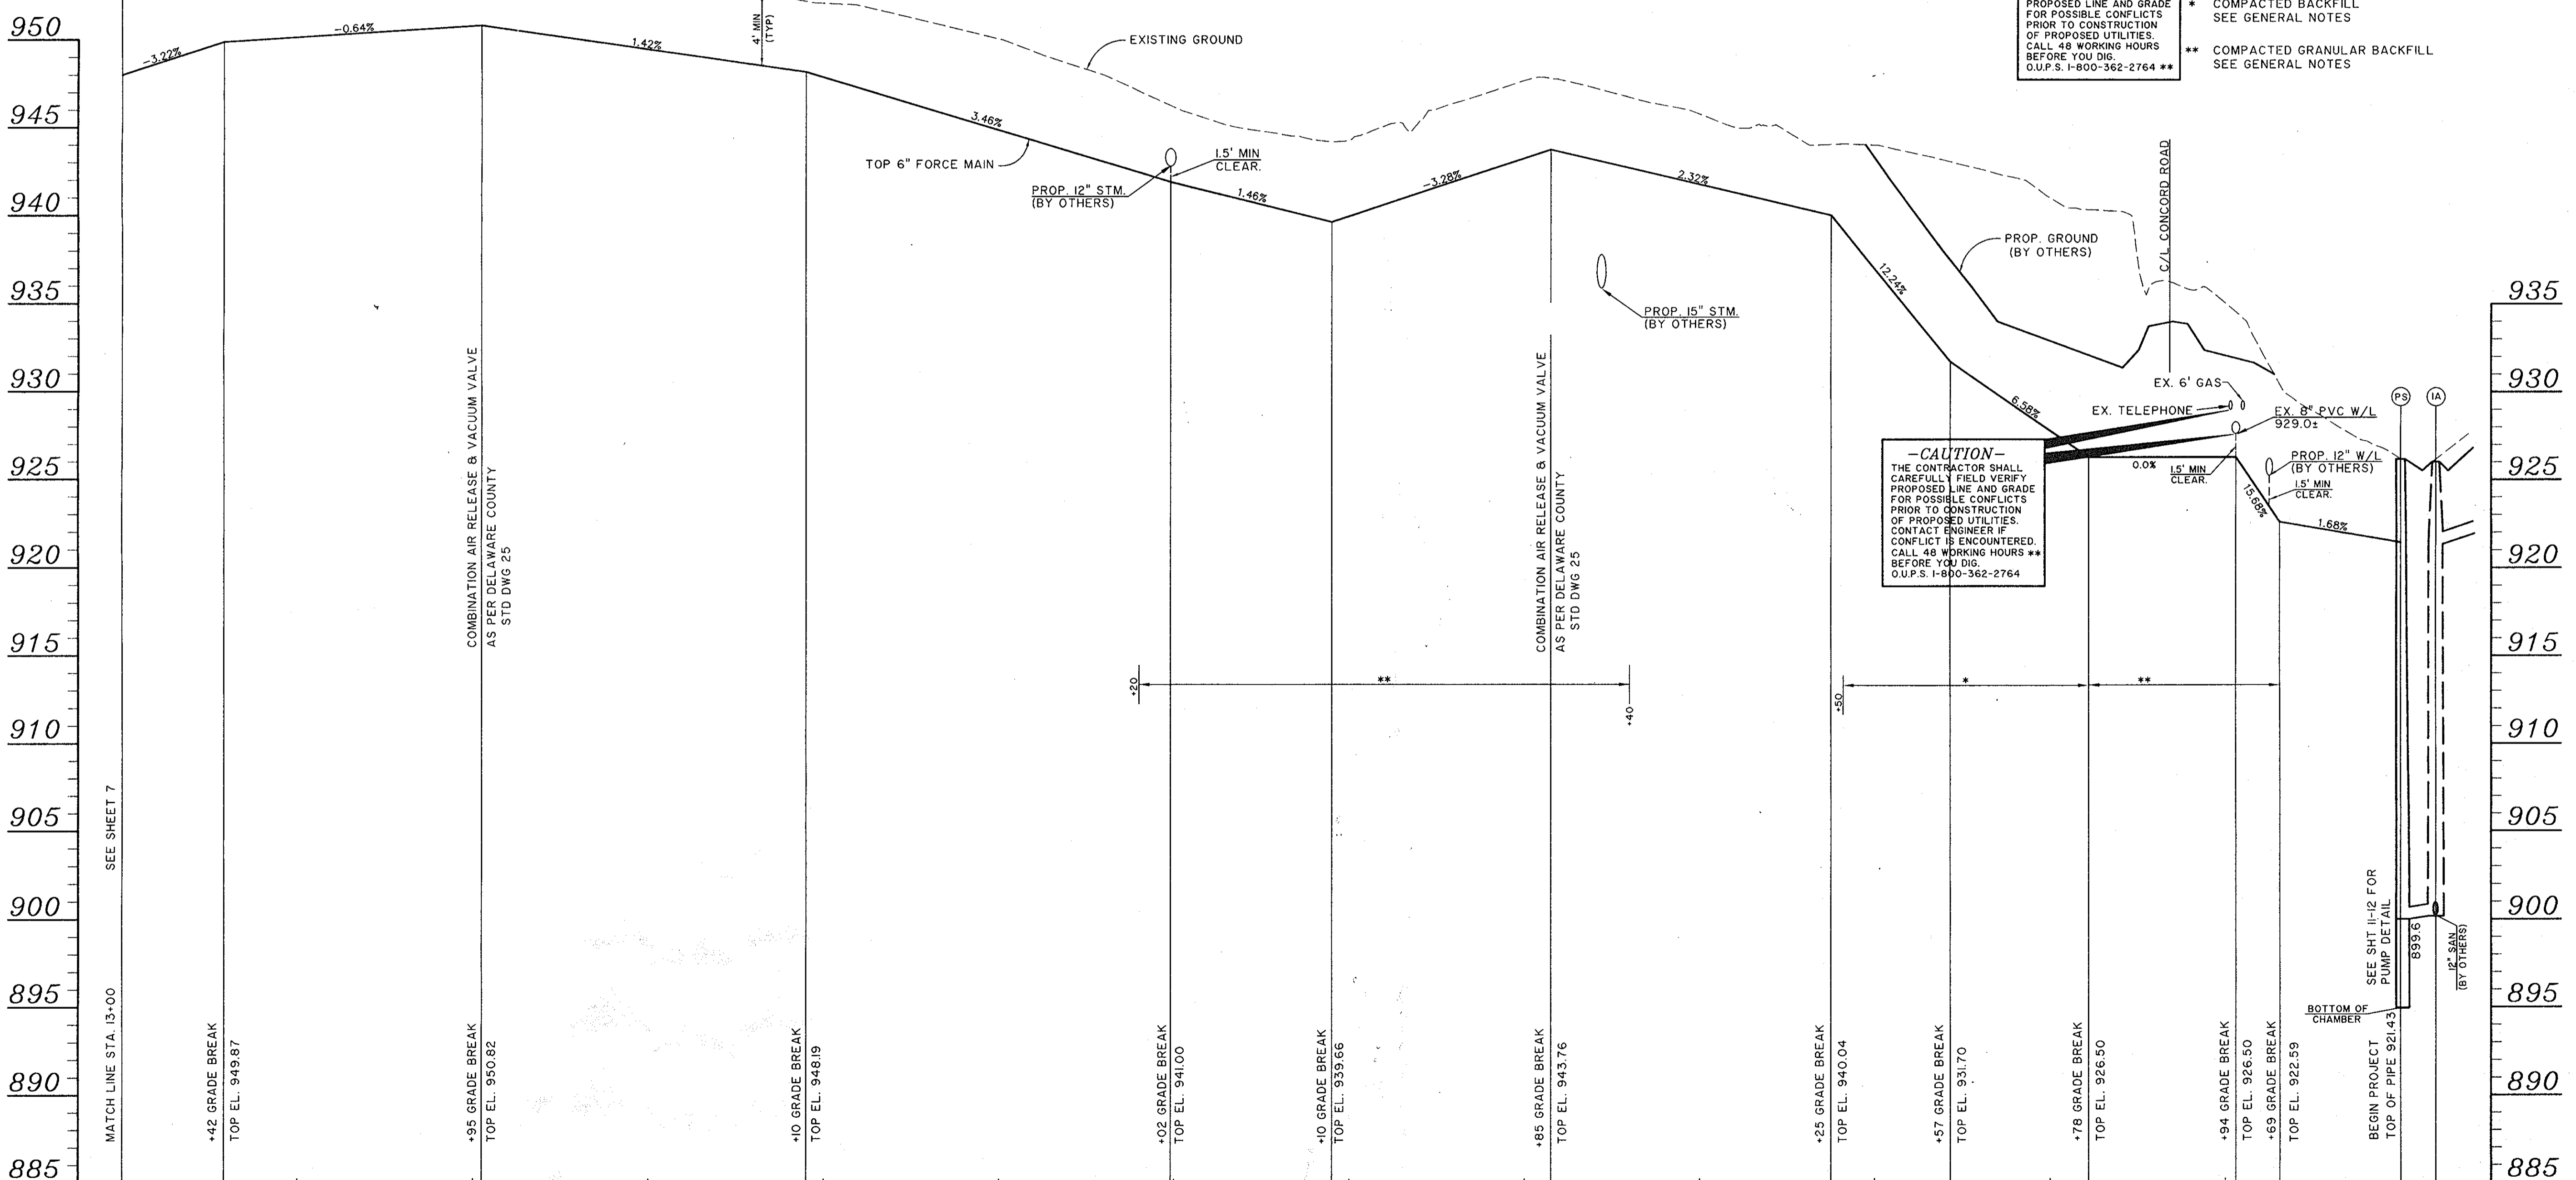 950
945
940
935
930
925
920
915
910
905
900
895
890
885
-3.22%
-0.64%
1.42%
4' MIN
(TYP)
EXISTING GROUND
3.46%
TOP 6" FORCE MAIN
1.5' MIN
CLEAR.
PROP. 12" STM.
(BY OTHERS)
1.46%
-3.28%
2.32%
PROP. 15" STM.
(BY OTHERS)
12.24%
PROP. GROUND
(BY OTHERS)
C/L CONCORD ROAD
6.58%
PROPOSED LINE AND GRADE
FOR POSSIBLE CONFLICTS
PRIOR TO CONSTRUCTION
OF PROPOSED UTILITIES.
CALL 48 WORKING HOURS
BEFORE YOU DIG.
O.U.P.S. 1-800-362-2764 **
* COMPACTED BACKFILL
SEE GENERAL NOTES
** COMPACTED GRANULAR BACKFILL
SEE GENERAL NOTES
EX. 6' GAS
EX. TELEPHONE
EX. 8" PVC W/L
929.0±
PROP. 12" W/L
(BY OTHERS)
1.5' MIN
CLEAR.
1.5' MIN
CLEAR.
0.0%
15.68%
1.68%
PS
1A
-CAUTION-
THE CONTRACTOR SHALL
CAREFULLY FIELD VERIFY
PROPOSED LINE AND GRADE
FOR POSSIBLE CONFLICTS
PRIOR TO CONSTRUCTION
OF PROPOSED UTILITIES.
CONTACT ENGINEER IF
CONFLICT IS ENCOUNTERED.
CALL 48 WORKING HOURS **
BEFORE YOU DIG.
O.U.P.S. 1-800-362-2764
COMBINATION AIR RELEASE & VACUUM VALVE
AS PER DELAWARE COUNTY
STD DWG 25
COMBINATION AIR RELEASE & VACUUM VALVE
AS PER DELAWARE COUNTY
STD DWG 25
+20
**
+40
+50
*
**
MATCH LINE STA. 13+00 SEE SHEET 7
+42 GRADE BREAK
TOP EL. 949.87
+95 GRADE BREAK
TOP EL. 950.82
+10 GRADE BREAK
TOP EL. 948.19
+02 GRADE BREAK
TOP EL. 941.00
+10 GRADE BREAK
TOP EL. 939.66
+85 GRADE BREAK
TOP EL. 943.76
+25 GRADE BREAK
TOP EL. 940.04
+57 GRADE BREAK
TOP EL. 931.70
+78 GRADE BREAK
TOP EL. 926.50
+94 GRADE BREAK
TOP EL. 926.50
+69 GRADE BREAK
TOP EL. 922.59
BEGIN PROJECT
TOP OF PIPE 921.43
SEE SHT 11-12 FOR
PUMP DETAIL
BOTTOM OF
CHAMBER
899.6
12" SAN
(BY OTHERS)
935
930
925
920
915
910
905
900
895
890
885